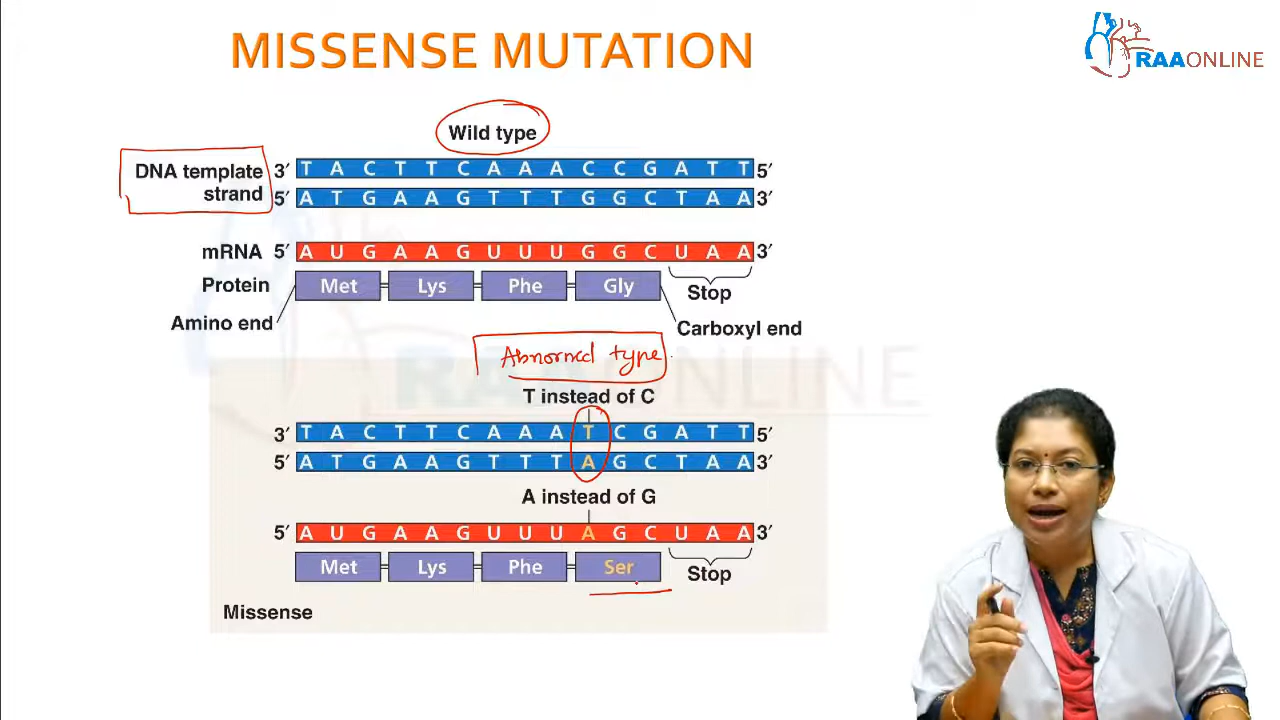 MISSENSE MUTATION
RAAONLINE
Wild type
DNA template strand 3′ T A C T T C A A A C C G A T T 5′
5′ A T G A A G T T T G G C T A A 3′
mRNA 5′ A U G A A G U U U G G C U A A 3′
Protein Met Lys Phe Gly Stop
Amino end Carboxyl end
Abnormal type
T instead of C
3′ T A C T T C A A A T C G A T T 5′
5′ A T G A A G T T T A G C T A A 3′
A instead of G
5′ A U G A A G U U U A G C U A A 3′
Met Lys Phe Ser Stop
Missense
RAAONLINE